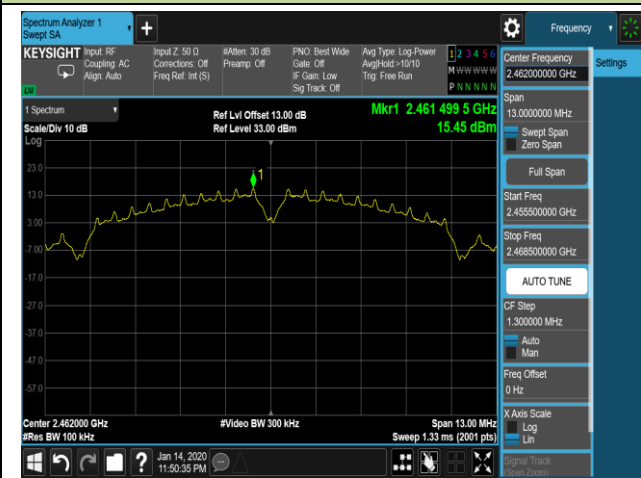 Spectrum Analyzer 1
Swept SA
Frequency
KEYSIGHT
Input: RF
Coupling: AC
Align: Auto
Input Z: 50 Ω
Corrections: Off
Freq Ref: Int (S)
#Atten: 30 dB
Preamp: Off
PNO: Best Wide
Gate: Off
IF Gain: Low
Sig Track: Off
Avg Type: Log-Power
Avg|Hold:>10/10
Trig: Free Run
1 2 3 4 5 6
M W W W W W
P N N N N N
LXI
1 Spectrum
Scale/Div 10 dB
Log
Ref Lvl Offset 13.00 dB
Ref Level 33.00 dBm
Mkr1 2.461 499 5 GHz
15.45 dBm
1
23.0
13.0
3.00
-7.00
-17.0
-27.0
-37.0
-47.0
-57.0
Center 2.462000 GHz
#Res BW 100 kHz
#Video BW 300 kHz
Span 13.00 MHz
Sweep 1.33 ms (2001 pts)
Center Frequency
2.462000000 GHz
Settings
Span
13.0000000 MHz
Swept Span
Zero Span
Full Span
Start Freq
2.455500000 GHz
Stop Freq
2.468500000 GHz
AUTO TUNE
CF Step
1.300000 MHz
Auto
Man
Freq Offset
0 Hz
X Axis Scale
Log
Lin
Signal Track
(Span Zoom)
?
Jan 14, 2020
11:50:35 PM